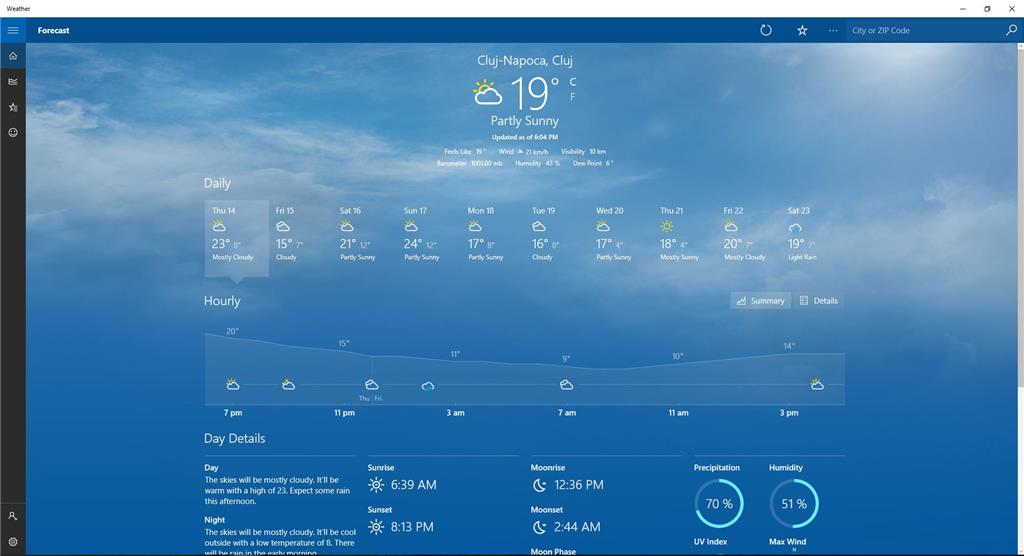 Weather
Forecast
City or ZIP Code
Cluj-Napoca, Cluj
19°
C
F
Partly Sunny
Updated as of 6:04 PM
Feels Like 19° Wind 21 km/h Visibility 10 km
Barometer 1001.00 mb Humidity 43 % Dew Point 6°
Daily
Thu 14 Fri 15 Sat 16 Sun 17 Mon 18 Tue 19 Wed 20 Thu 21 Fri 22 Sat 23
23° 8° 15° 7° 21° 12° 24° 12° 17° 8° 16° 8° 17° 4° 18° 4° 20° 7° 19° 7°
Mostly Cloudy Cloudy Partly Sunny Partly Sunny Partly Sunny Cloudy Partly Sunny Mostly Sunny Mostly Cloudy Light Rain
Hourly
Summary Details
20° 15° 11° 9° 10° 14°
Thu Fri
7 pm 11 pm 3 am 7 am 11 am 3 pm
Day Details
Day
The skies will be mostly cloudy. It'll be
warm with a high of 23. Expect some rain
this afternoon.
Night
The skies will be mostly cloudy. It'll be cool
outside with a low temperature of 8. There
will be rain in the early morning.
Sunrise
6:39 AM
Sunset
8:13 PM
Moonrise
12:36 PM
Moonset
2:44 AM
Moon Phase
Precipitation
70 %
UV Index
Humidity
51 %
Max Wind
N